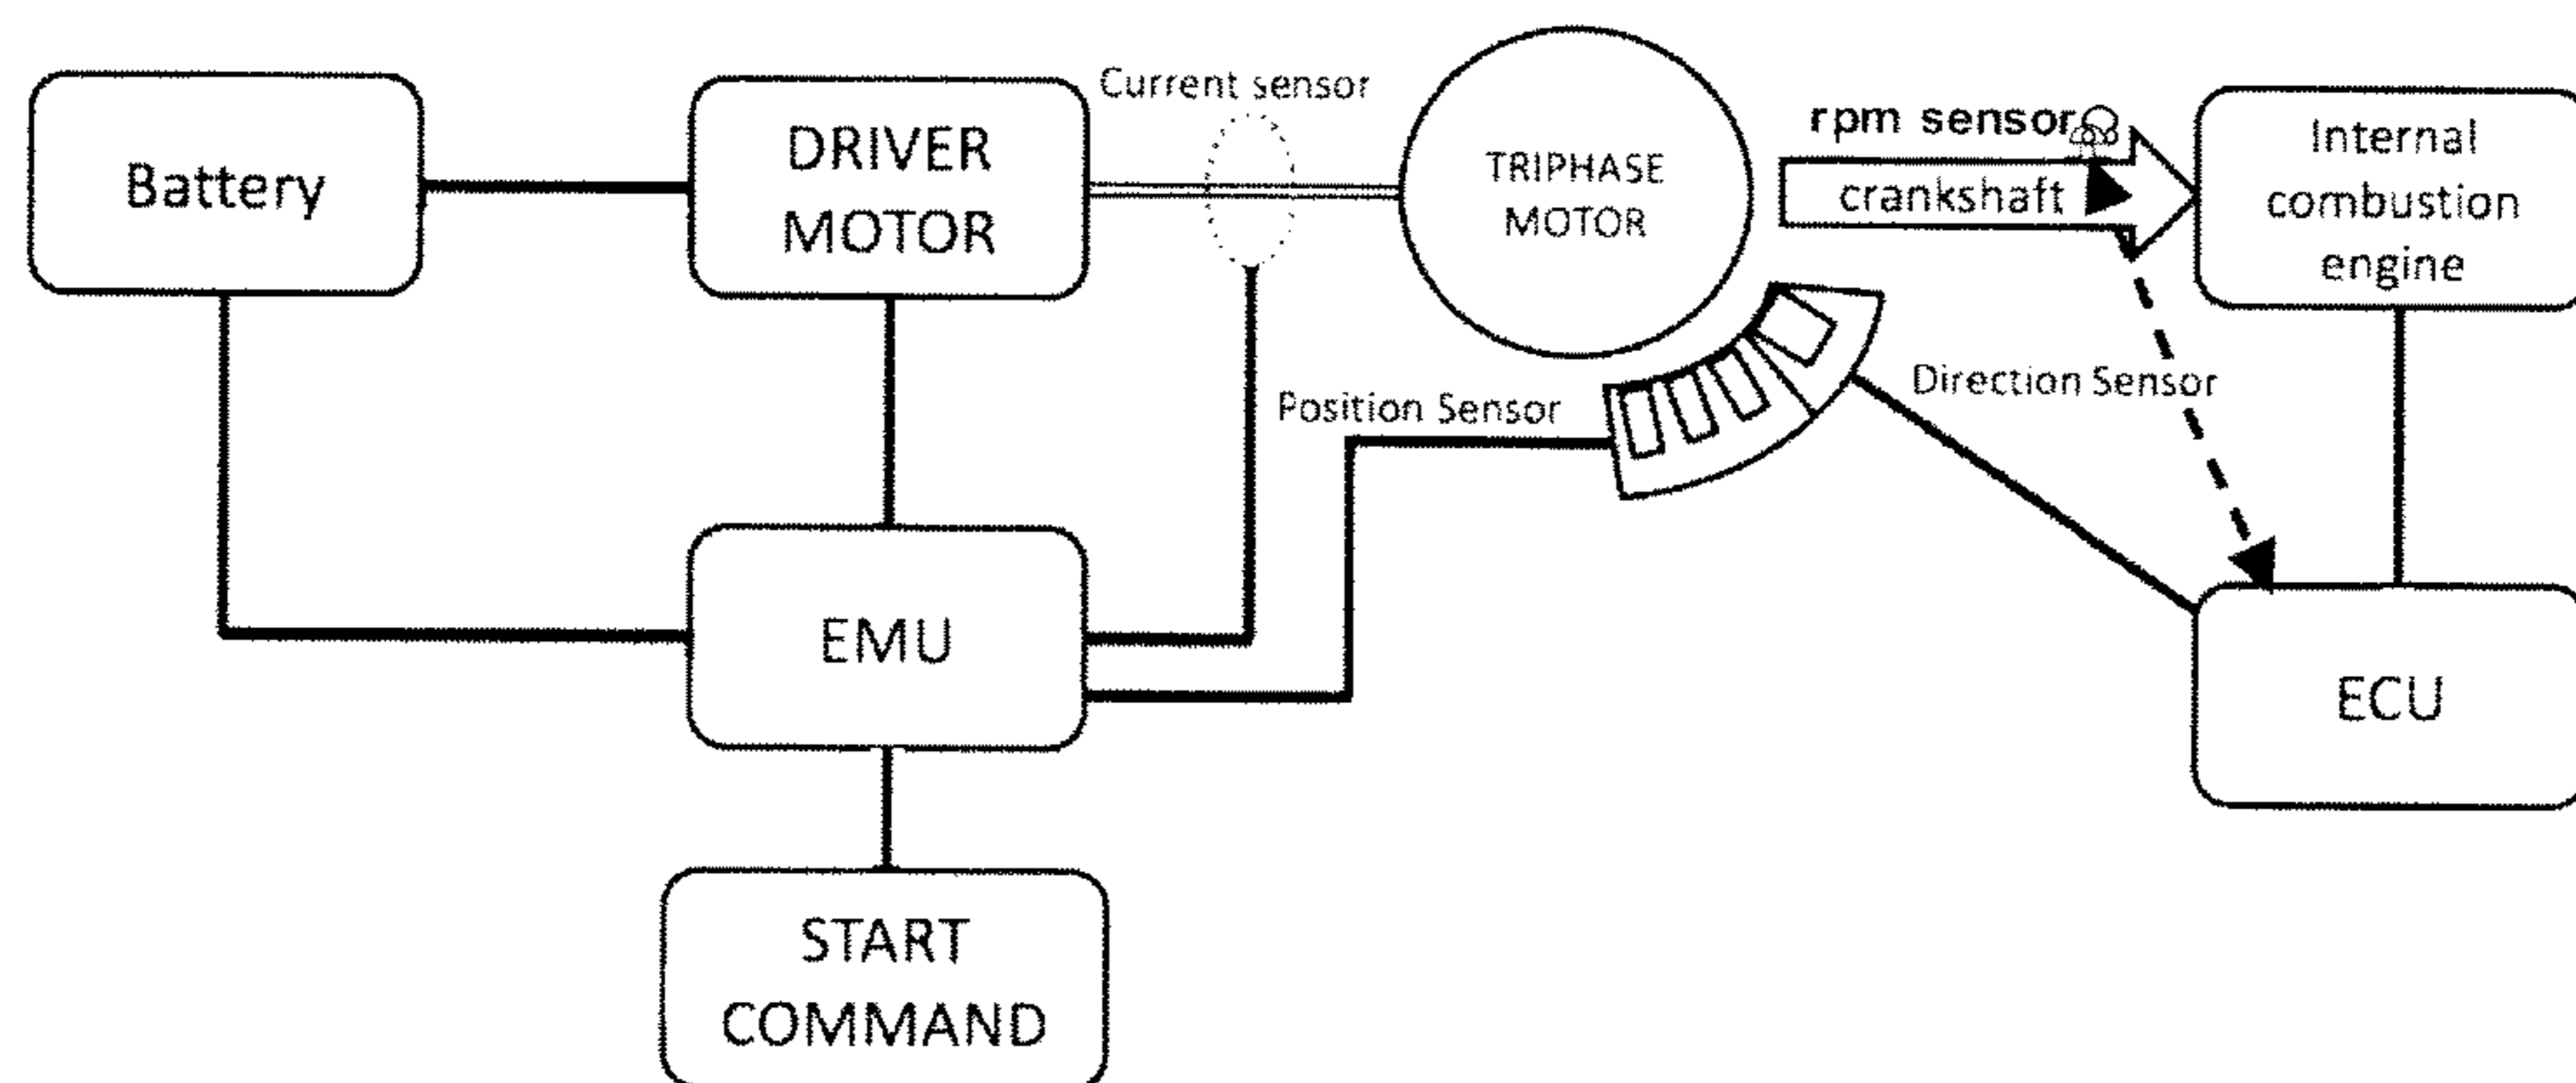 Battery
DRIVER
MOTOR
Current sensor
TRIPHASE
MOTOR
rpm sensor
crankshaft
Internal
combustion
engine
Position Sensor
Direction Sensor
EMU
ECU
START
COMMAND